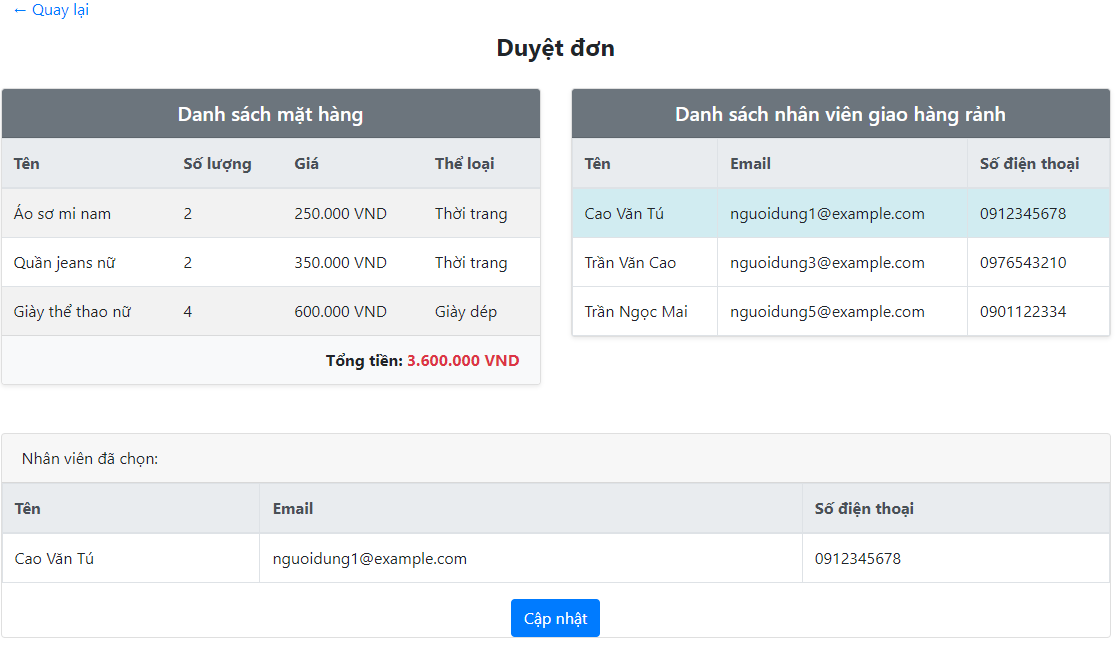 ← Quay lại
Duyệt đơn
Danh sách mặt hàng
Tên Số lượng Giá Thể loại
Áo sơ mi nam 2 250.000 VND Thời trang
Quần jeans nữ 2 350.000 VND Thời trang
Giày thể thao nữ 4 600.000 VND Giày dép
Tổng tiền: 3.600.000 VND
Danh sách nhân viên giao hàng rảnh
Tên Email Số điện thoại
Cao Văn Tú nguoidung1@example.com 0912345678
Trần Văn Cao nguoidung3@example.com 0976543210
Trần Ngọc Mai nguoidung5@example.com 0901122334
Nhân viên đã chọn:
Tên Email Số điện thoại
Cao Văn Tú nguoidung1@example.com 0912345678
Cập nhật